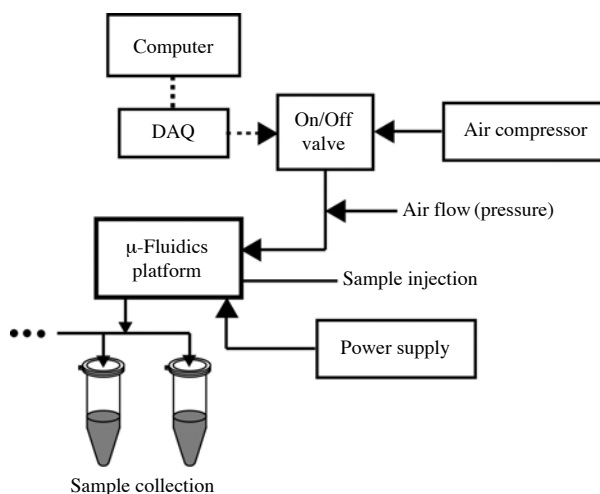 Computer
DAQ
On/Off
valve
Air compressor
Air flow (pressure)
μ-Fluidics
platform
Sample injection
Power supply
Sample collection